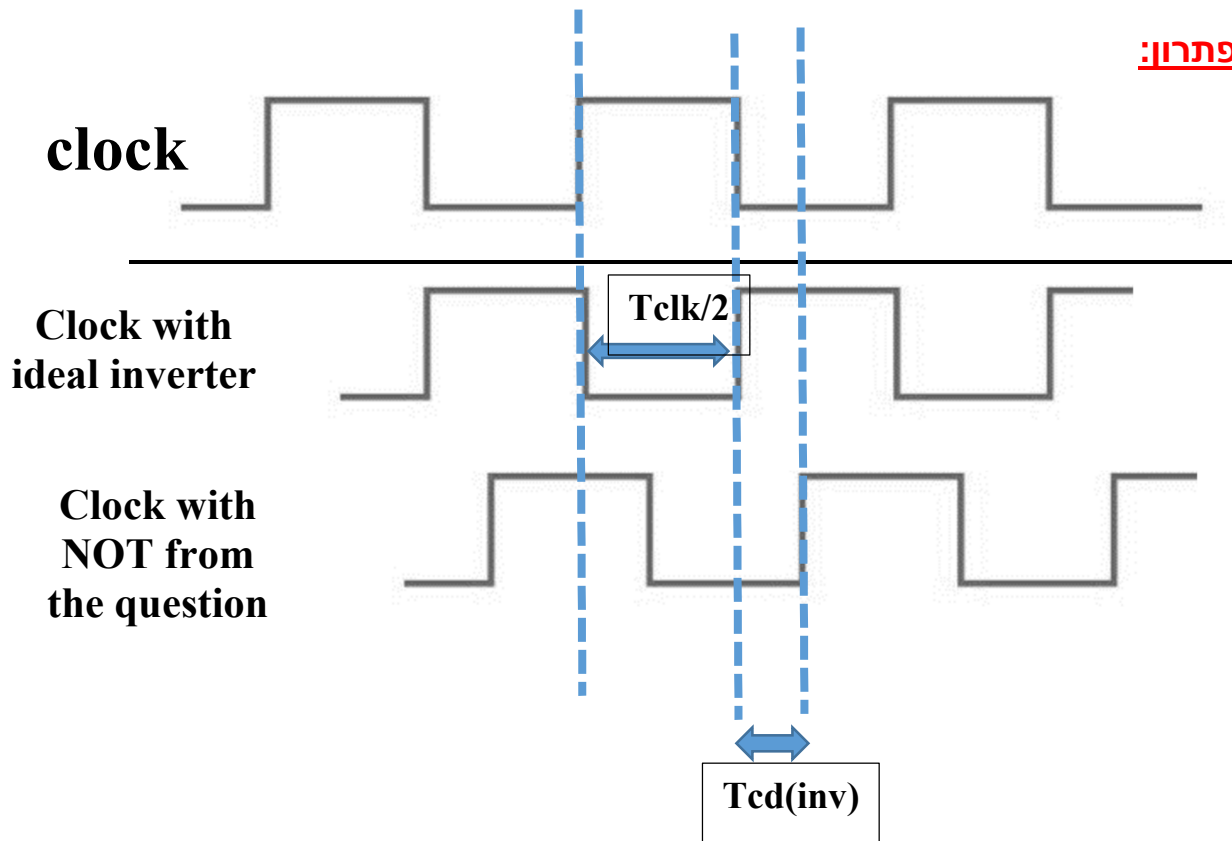 פתרון:
clock
Tclk/2
Clock with
ideal inverter
Clock with
NOT from
the question
Tcd(inv)